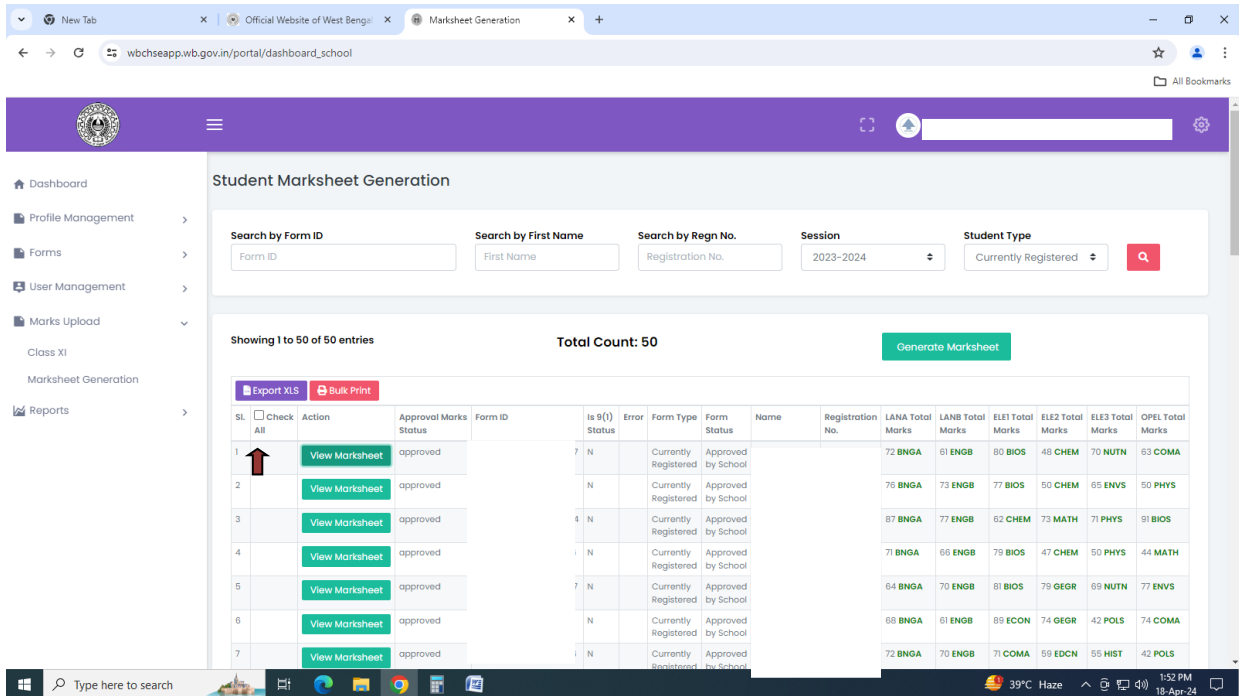 New Tab
Official Website of West Benga
Marksheet Generation
wbchseapp.wb.gov.in/portal/dashboard_school
All Bookmarks
Dashboard
Profile Management
Forms
User Management
Marks Upload
Class XI
Marksheet Generation
Reports
Student Marksheet Generation
Search by Form ID Search by First Name Search by Regn No. Session Student Type
Form ID First Name Registration No. 2023-2024 Currently Registered
Showing 1 to 50 of 50 entries Total Count: 50 Generate Marksheet
Export XLS Bulk Print
Sl. Check Action Approval Marks Form ID Is 9(1) Error Form Type Form Name Registration LANA Total LANB Total ELE1 Total ELE2 Total ELE3 Total OPEL Total
All Status Status Status No. Marks Marks Marks Marks Marks Marks
1 View Marksheet approved 7 N Currently Approved 72 BNGA 61 ENGB 80 BIOS 48 CHEM 70 NUTN 63 COMA
Registered by School
2 View Marksheet approved N Currently Approved 76 BNGA 73 ENGB 77 BIOS 50 CHEM 65 ENVS 50 PHYS
Registered by School
3 View Marksheet approved 4 N Currently Approved 87 BNGA 77 ENGB 62 CHEM 73 MATH 71 PHYS 91 BIOS
Registered by School
4 View Marksheet approved N Currently Approved 71 BNGA 66 ENGB 79 BIOS 47 CHEM 50 PHYS 44 MATH
Registered by School
5 View Marksheet approved 7 N Currently Approved 64 BNGA 70 ENGB 81 BIOS 79 GEGR 69 NUTN 77 ENVS
Registered by School
6 View Marksheet approved N Currently Approved 68 BNGA 61 ENGB 89 ECON 74 GEGR 42 POLS 74 COMA
Registered by School
7 View Marksheet approved N Currently Approved 72 BNGA 70 ENGB 71 COMA 59 EDCN 55 HIST 42 POLS
Registered by School
Type here to search 39°C Haze 1:52 PM
18-Apr-24